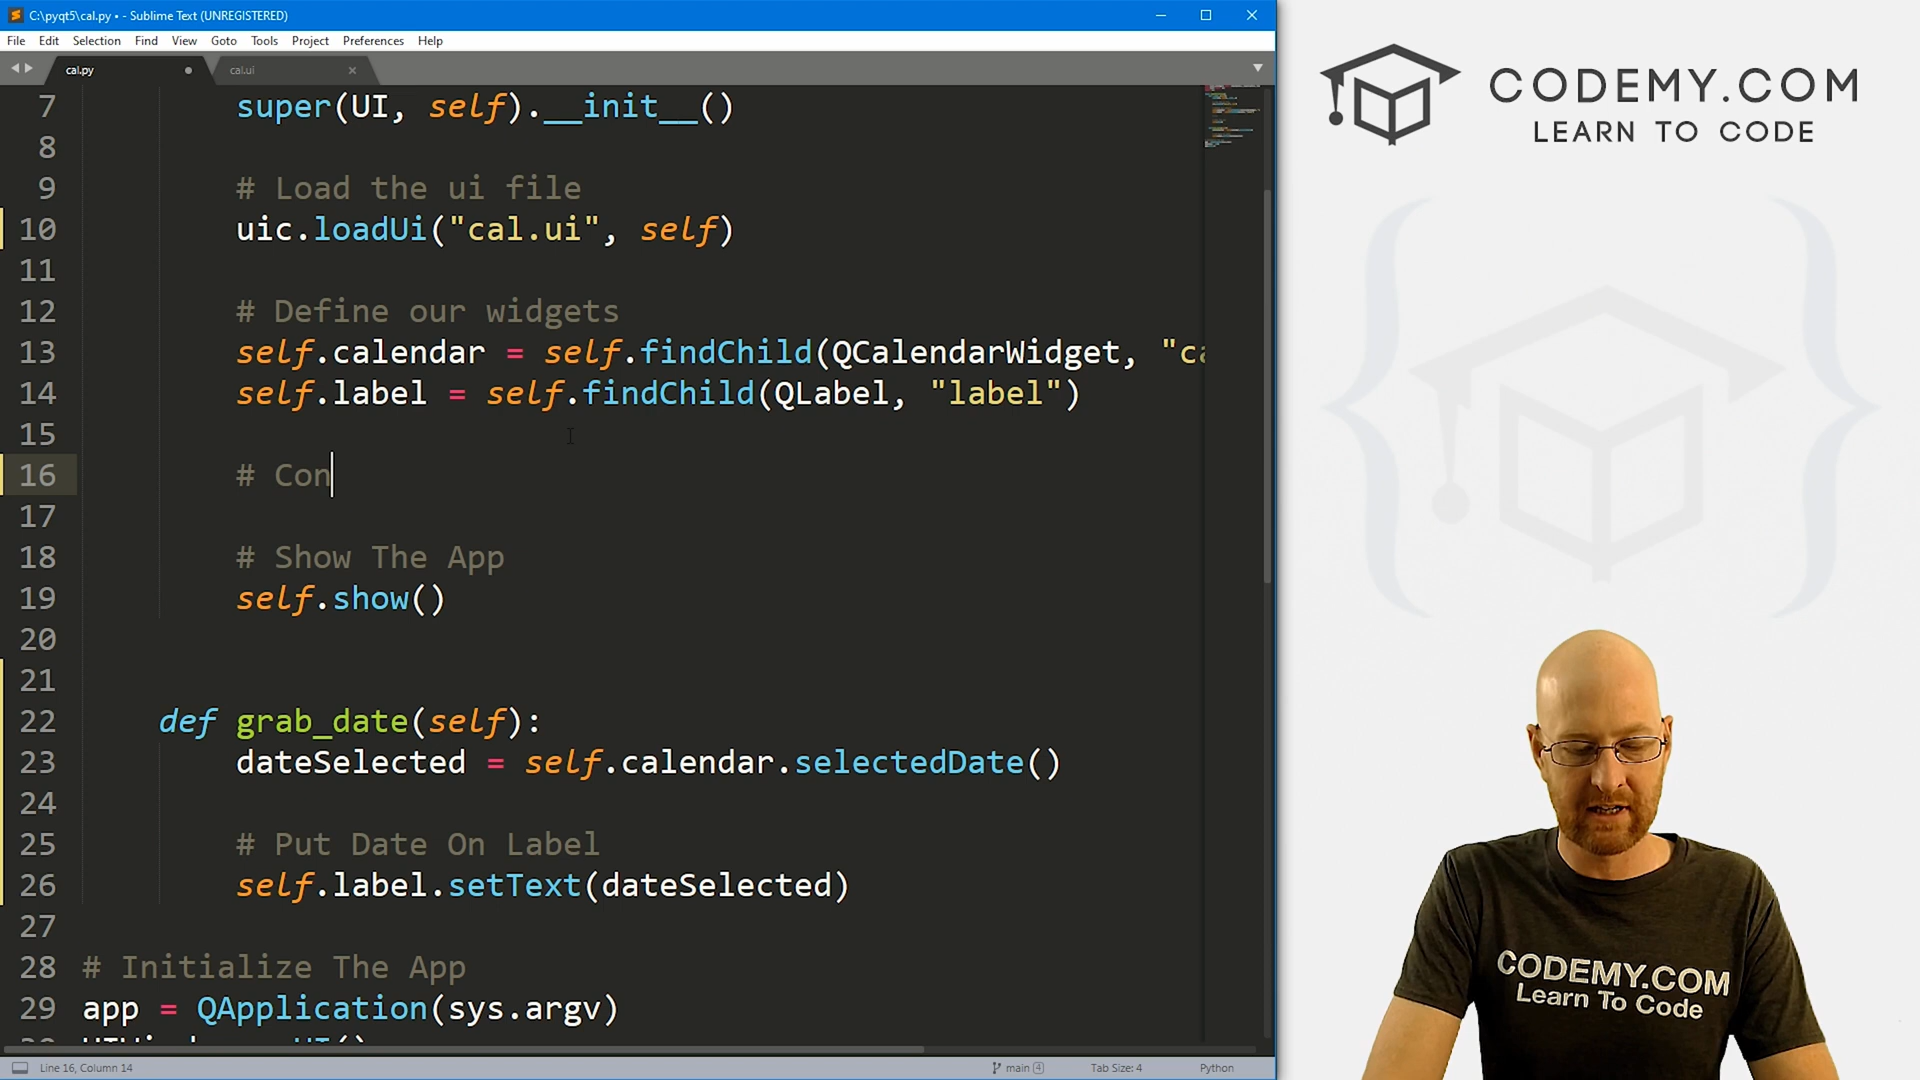 C:\pyqt5\cal.py • - Sublime Text (UNREGISTERED)
File Edit Selection Find View Goto Tools Project Preferences Help
cal.py
cal.ui
7 super(UI, self).__init__()
8
9 # Load the ui file
10 uic.loadUi("cal.ui", self)
11
12 # Define our widgets
13 self.calendar = self.findChild(QCalendarWidget, "ca
14 self.label = self.findChild(QLabel, "label")
15
16 # Con
17
18 # Show The App
19 self.show()
20
21
22 def grab_date(self):
23 dateSelected = self.calendar.selectedDate()
24
25 # Put Date On Label
26 self.label.setText(dateSelected)
27
28 # Initialize The App
29 app = QApplication(sys.argv)
Line 16, Column 14
main 4
Tab Size: 4
Python
CODEMY.COM
LEARN TO CODE
CODEMY.COM
Learn To Code